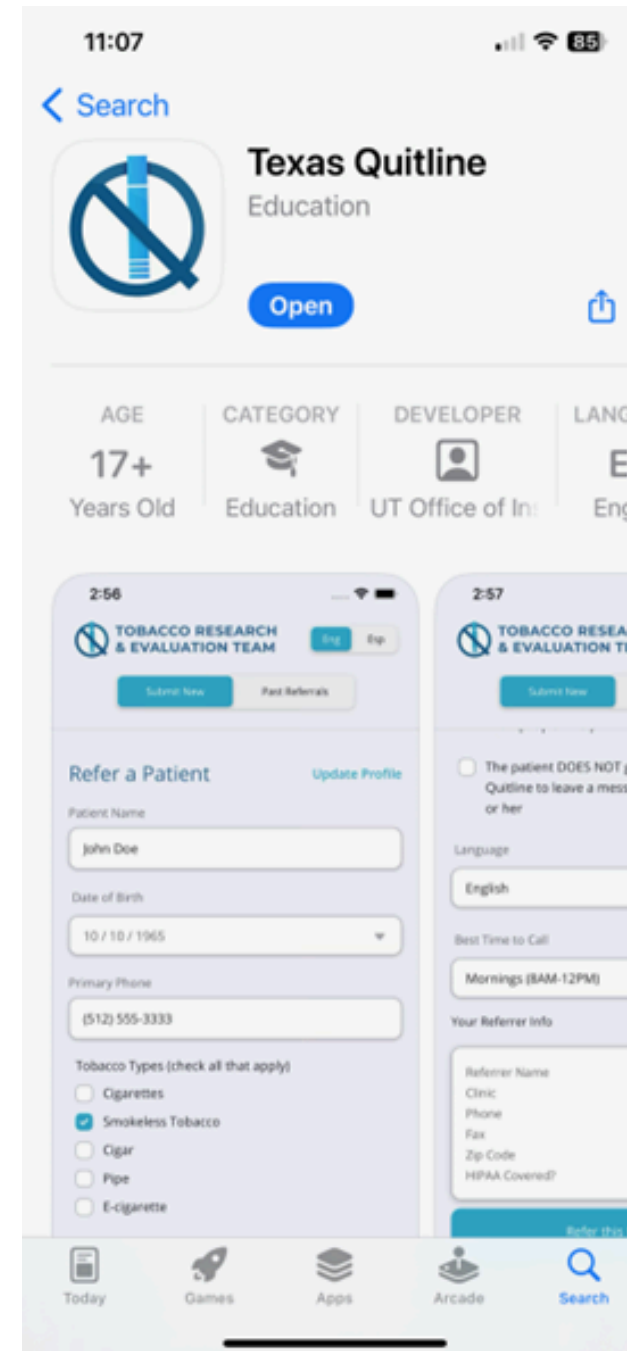 11:07
85
Search
Texas Quitline
Education
Open
AGE
CATEGORY
DEVELOPER
LANG
17+
E
Years Old
Education
UT Office of Ins
Eng
2:56
TOBACCO RESEARCH
& EVALUATION TEAM
Eng
Esp
Submit New
Past Referrals
Refer a Patient
Update Profile
Patient Name
John Doe
Date of Birth
10 / 10 / 1965
Primary Phone
(512) 555-3333
Tobacco Types (check all that apply)
Cigarettes
Smokeless Tobacco
Cigar
Pipe
E-cigarette
2:57
TOBACCO RESEA
& EVALUATION TE
Submit New
The patient DOES NOT g
Quitline to leave a mess
or her
Language
English
Best Time to Call
Mornings (8AM-12PM)
Your Referrer Info
Referrer Name
Clinic
Phone
Fax
Zip Code
HIPAA Covered?
Refer this
Today
Games
Apps
Arcade
Search